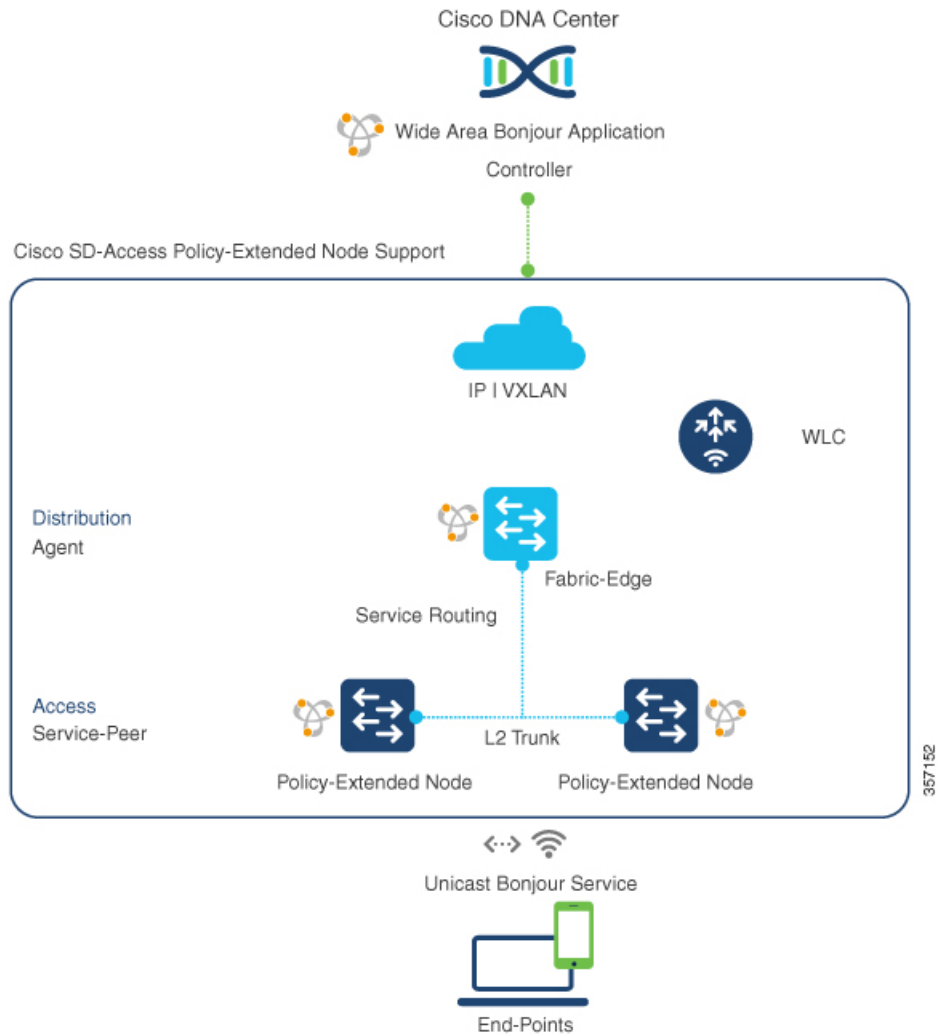 Cisco DNA Center
Wide Area Bonjour Application
Controller
Cisco SD-Access Policy-Extended Node Support
IP | VXLAN
WLC
Distribution
Agent
Fabric-Edge
Service Routing
Access
Service-Peer
L2 Trunk
Policy-Extended Node
Policy-Extended Node
357152
Unicast Bonjour Service
End-Points